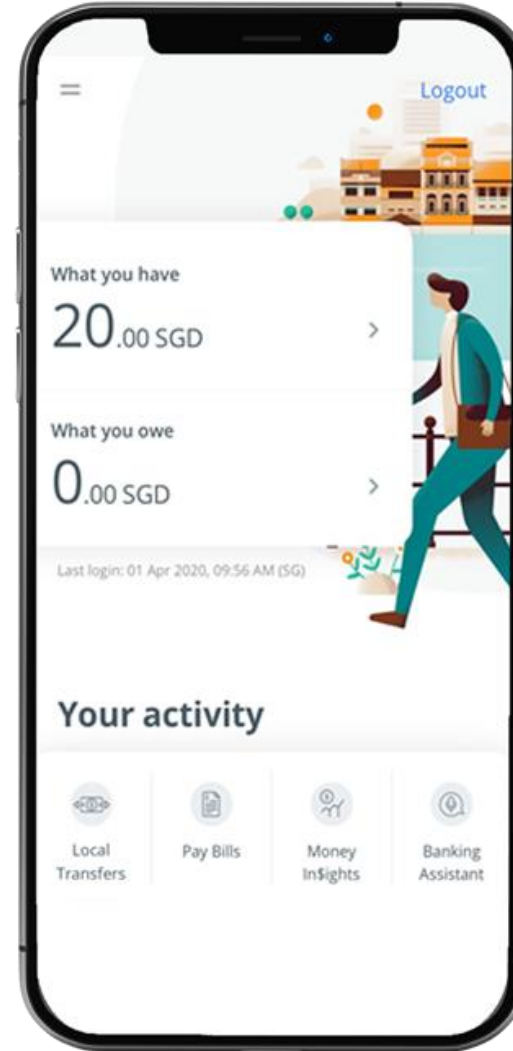 Logout
What you have
20.00 SGD
What you owe
0.00 SGD
Last login: 01 Apr 2020, 09:56 AM (SG)
Your activity
Local
Transfers
Pay Bills
Money
In$ights
Banking
Assistant